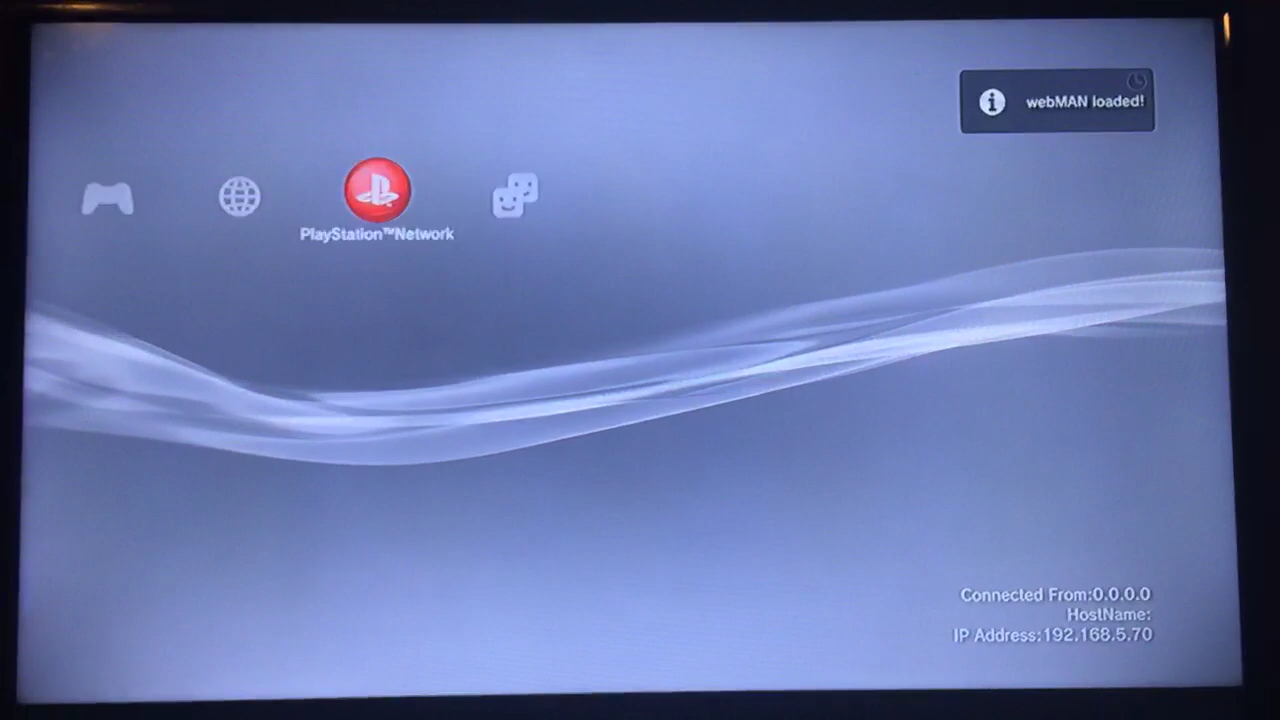 webMAN loaded!
PlayStation™Network
Connected From:0.0.0.0
HostName:
IP Address:192.168.5.70